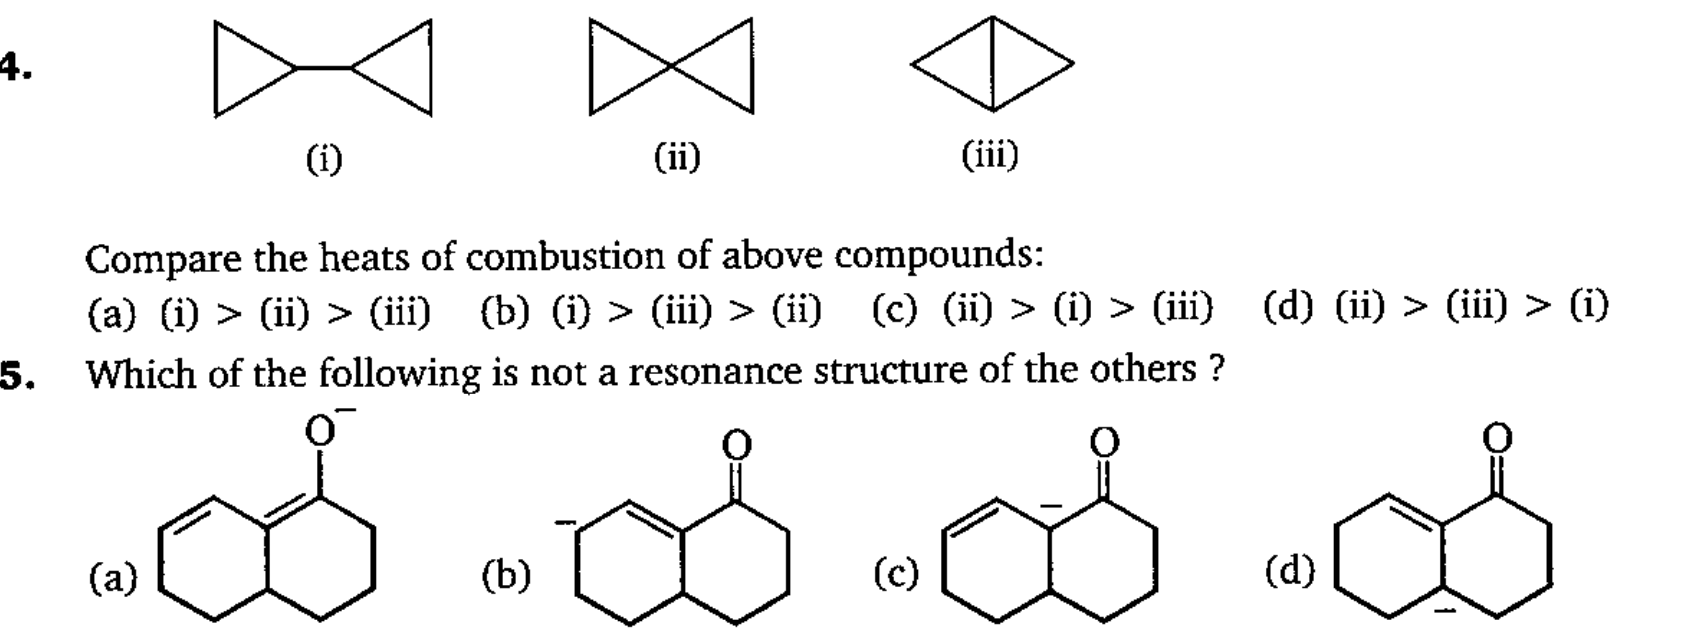 4.
(i) (ii) (iii)
Compare the heats of combustion of above compounds:
(a) (i) > (ii) > (iii) (b) (i) > (iii) > (ii) (c) (ii) > (i) > (iii) (d) (ii) > (iii) > (i)
5. Which of the following is not a resonance structure of the others ?
O⁻ O O O
− − −
(a) (b) (c) (d)